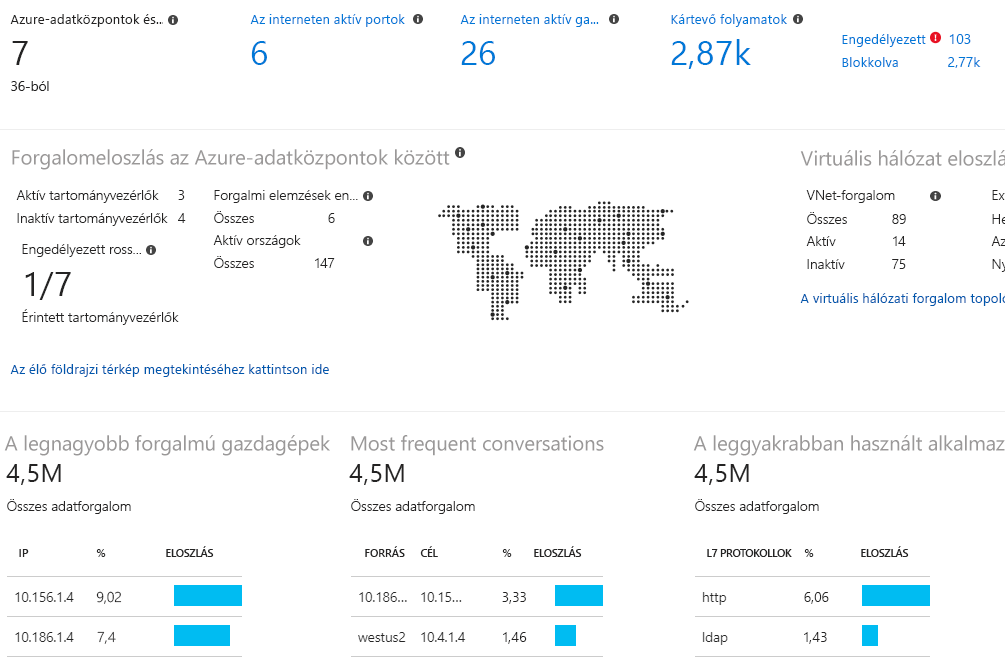 Azure-adatközpontok és...
7
36-ból
Az interneten aktív portok
6
Az interneten aktív ga...
26
Kártevő folyamatok
2,87k
Engedélyezett 103
Blokkolva 2,77k
Forgalomeloszlás az Azure-adatközpontok között
Aktív tartományvezérlők 3
Inaktív tartományvezérlők 4
Engedélyezett ross...
1/7
Érintett tartományvezérlők
Forgalmi elemzések en...
Összes 6
Aktív országok
Összes 147
Az élő földrajzi térkép megtekintéséhez kattintson ide
Virtuális hálózat eloszlá
VNet-forgalom Ex
Összes 89 He
Aktív 14 Az
Inaktív 75 Ny
A virtuális hálózati forgalom topoló
A legnagyobb forgalmú gazdagépek
4,5M
Összes adatforgalom
IP % ELOSZLÁS
10.156.1.4 9,02
10.186.1.4 7,4
Most frequent conversations
4,5M
Összes adatforgalom
FORRÁS CÉL % ELOSZLÁS
10.186... 10.15... 3,33
westus2 10.4.1.4 1,46
A leggyakrabban használt alkalmaz
4,5M
Összes adatforgalom
L7 PROTOKOLLOK % ELOSZLÁS
http 6,06
ldap 1,43